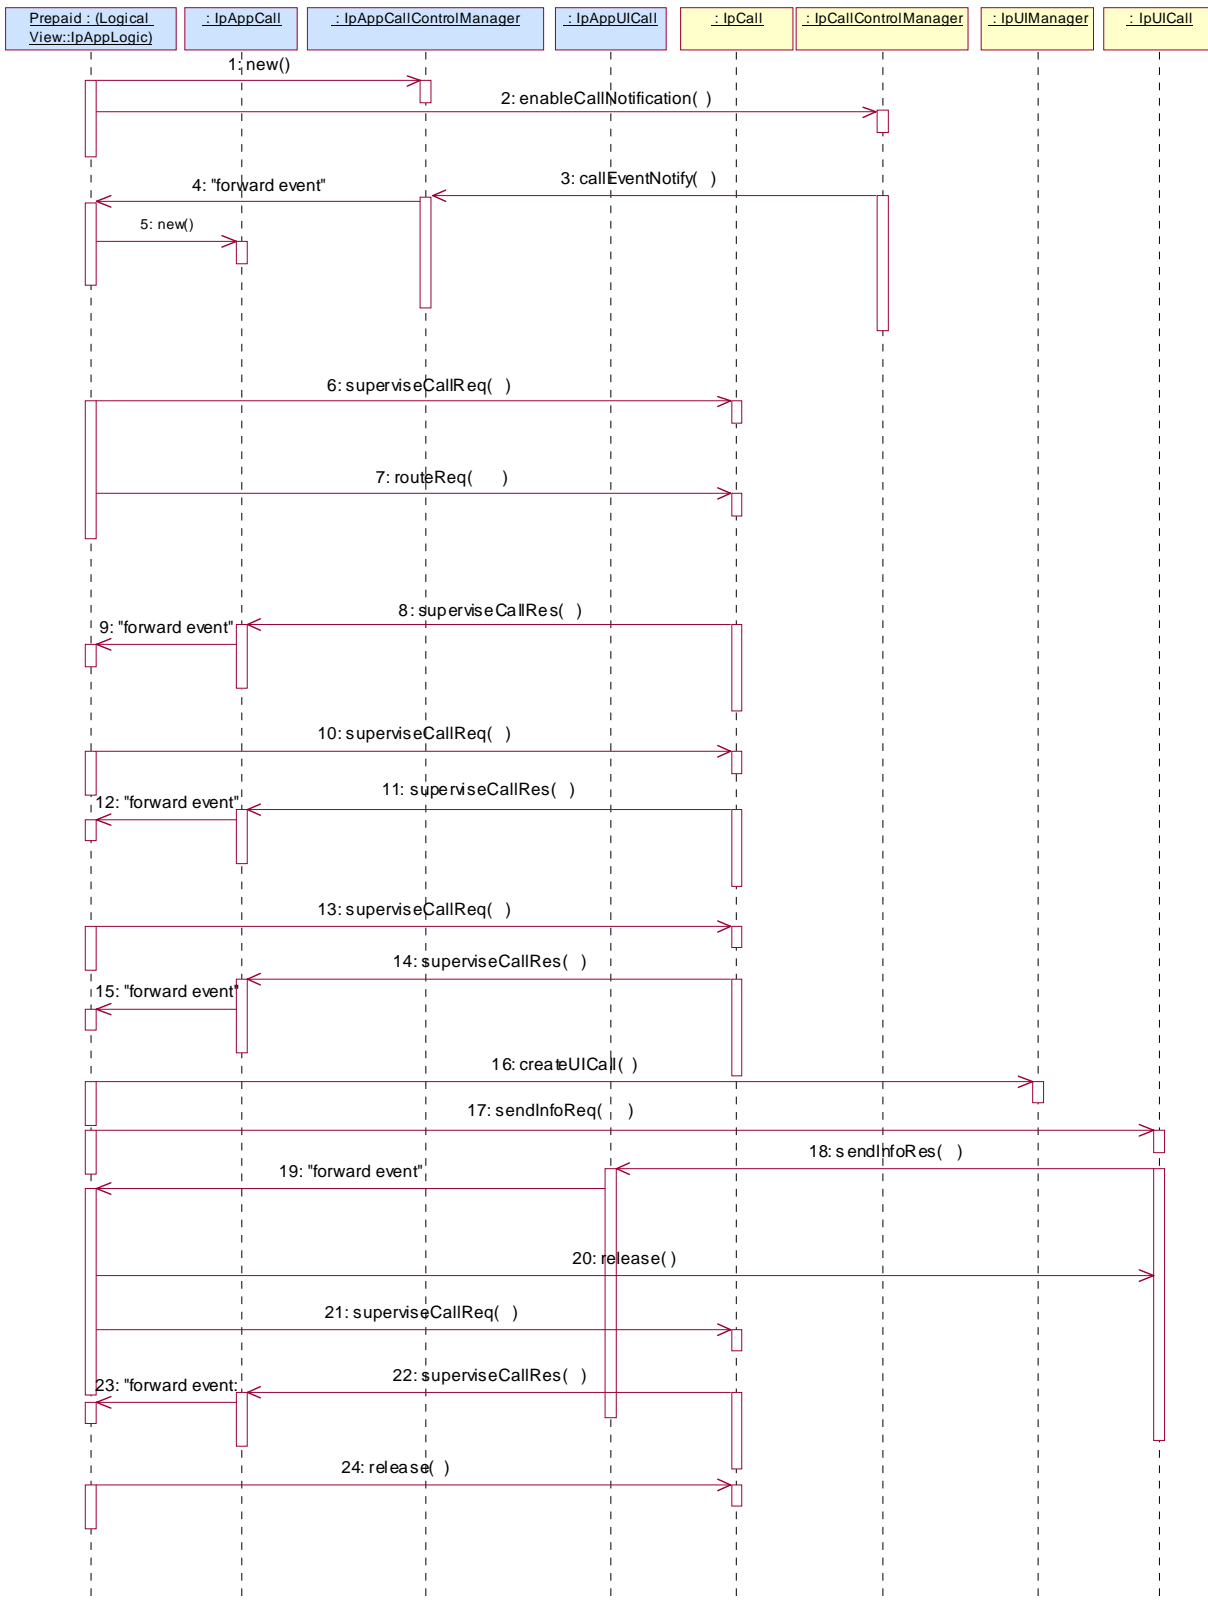 Prepaid : (Logical
View::IpAppLogic)
: IpAppCall
: IpAppCallControlManager
: IpAppUICall
: IpCall
: IpCallControlManager
: IpUIManager
: IpUICall
1: new()
2: enableCallNotification( )
3: callEventNotify( )
4: "forward event"
5: new()
6: superviseCallReq( )
7: routeReq( )
8: superviseCallRes( )
9: "forward event"
10: superviseCallReq( )
11: superviseCallRes( )
12: "forward event"
13: superviseCallReq( )
14: superviseCallRes( )
15: "forward event"
16: createUICall( )
17: sendInfoReq( )
18: sendInfoRes( )
19: "forward event"
20: release( )
21: superviseCallReq( )
22: superviseCallRes( )
23: "forward event:
24: release( )